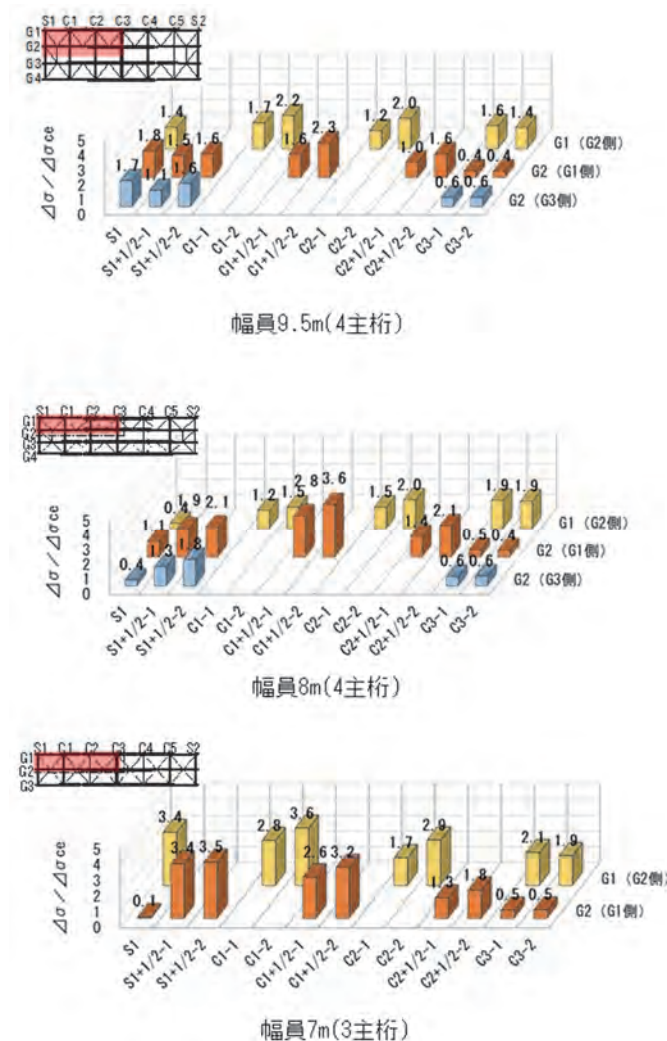 S1 C1 C2 C3 C4 C5 S2
G1
G2
G3
G4
Δσ/Δσce
5
4
3
2
1
0
1.4 1.7 2.2 1.2 2.0 1.6 1.4
1.8 1.5 1.6 1.6 2.3 1.0 1.6 0.4 0.4
1.7 1.1 1.6 0.6 0.6
G1 (G2側)
G2 (G1側)
G2 (G3側)
S1
S1+1/2-1
S1+1/2-2
C1-1
C1-2
C1+1/2-1
C1+1/2-2
C2-1
C2-2
C2+1/2-1
C2+1/2-2
C3-1
C3-2
幅員9.5m(4主桁)
S1 C1 C2 C3 C4 C5 S2
G1
G2
G3
G4
Δσ/Δσce
5
4
3
2
1
0
0.4 1.2 1.5 1.5 2.0 1.9 1.9
1.1 1.9 2.1 2.8 3.6 1.4 2.1 0.5 0.4
0.4 1.3 1.8 0.6 0.6
G1 (G2側)
G2 (G1側)
G2 (G3側)
S1
S1+1/2-1
S1+1/2-2
C1-1
C1-2
C1+1/2-1
C1+1/2-2
C2-1
C2-2
C2+1/2-1
C2+1/2-2
C3-1
C3-2
幅員8m(4主桁)
S1 C1 C2 C3 C4 C5 S2
G1
G2
G3
Δσ/Δσce
5
4
3
2
1
0
3.4 2.8 3.6 1.7 2.9 2.1 1.9
0.1 3.4 3.5 2.6 3.2 1.3 1.8 0.5 0.5
G1 (G2側)
G2 (G1側)
S1
S1+1/2-1
S1+1/2-2
C1-1
C1-2
C1+1/2-1
C1+1/2-2
C2-1
C2-2
C2+1/2-1
C2+1/2-2
C3-1
C3-2
幅員7m(3主桁)